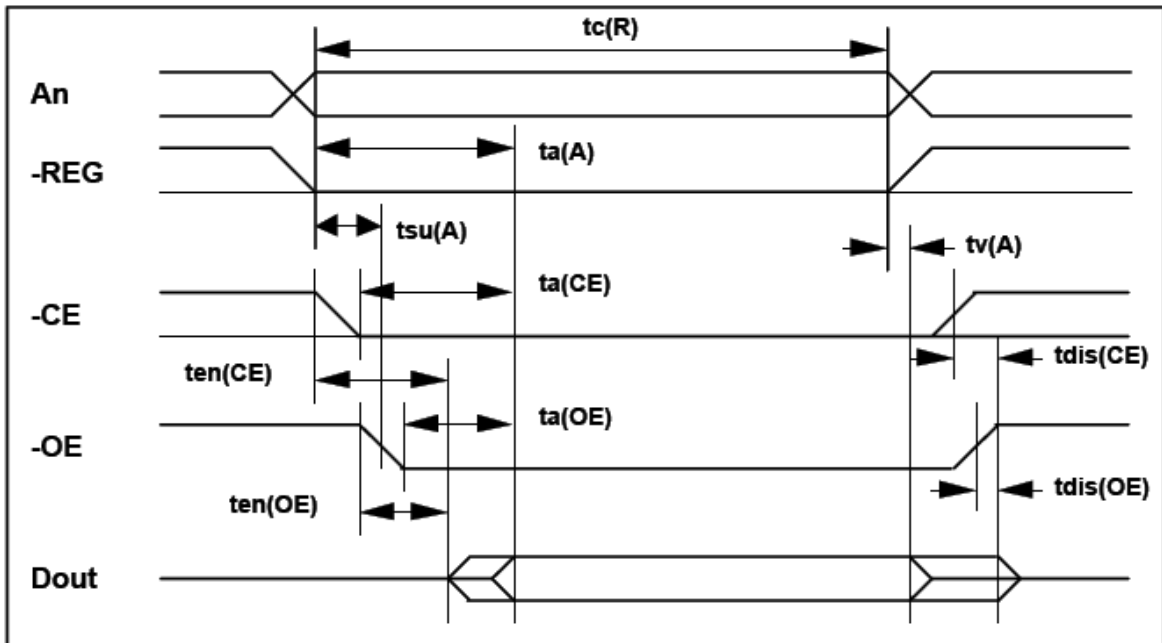 tc(R)
An
ta(A)
-REG
tsu(A)
tv(A)
ta(CE)
-CE
ten(CE)
tdis(CE)
ta(OE)
-OE
ten(OE)
tdis(OE)
Dout